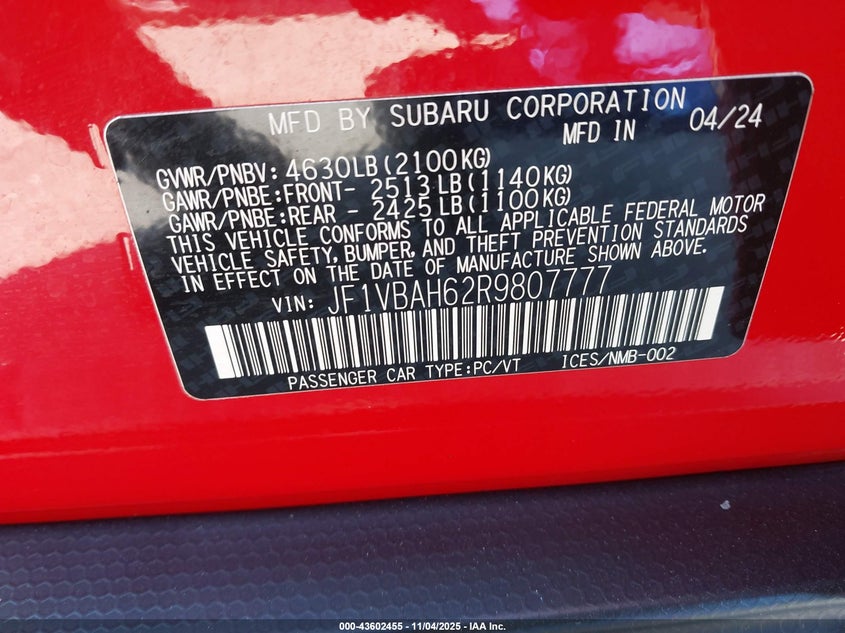 MFD BY SUBARU CORPORATION
MFD IN 04/24
GVWR/PNBV: 4630LB(2100KG)
GAWR/PNBE:FRONT- 2513LB(1140KG)
GAWR/PNBE:REAR - 2425LB(1100KG)
THIS VEHICLE CONFORMS TO ALL APPLICABLE FEDERAL MOTOR
VEHICLE SAFETY, BUMPER, AND THEFT PREVENTION STANDARDS
IN EFFECT ON THE DATE OF MANUFACTURE SHOWN ABOVE.
VIN: JF1VBAH62R9807777
PASSENGER CAR TYPE:PC/VT ICES/NMB-002
000-43602455 - 11/04/2025 - IAA Inc.